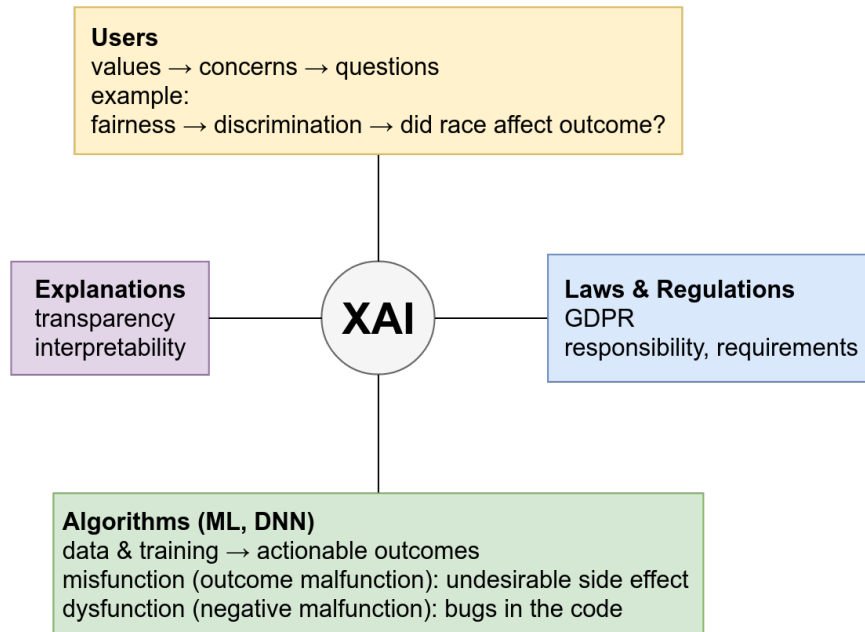 Users
values → concerns → questions
example:
fairness → discrimination → did race affect outcome?
Explanations
transparency
interpretability
XAI
Laws & Regulations
GDPR
responsibility, requirements
Algorithms (ML, DNN)
data & training → actionable outcomes
misfunction (outcome malfunction): undesirable side effect
dysfunction (negative malfunction): bugs in the code